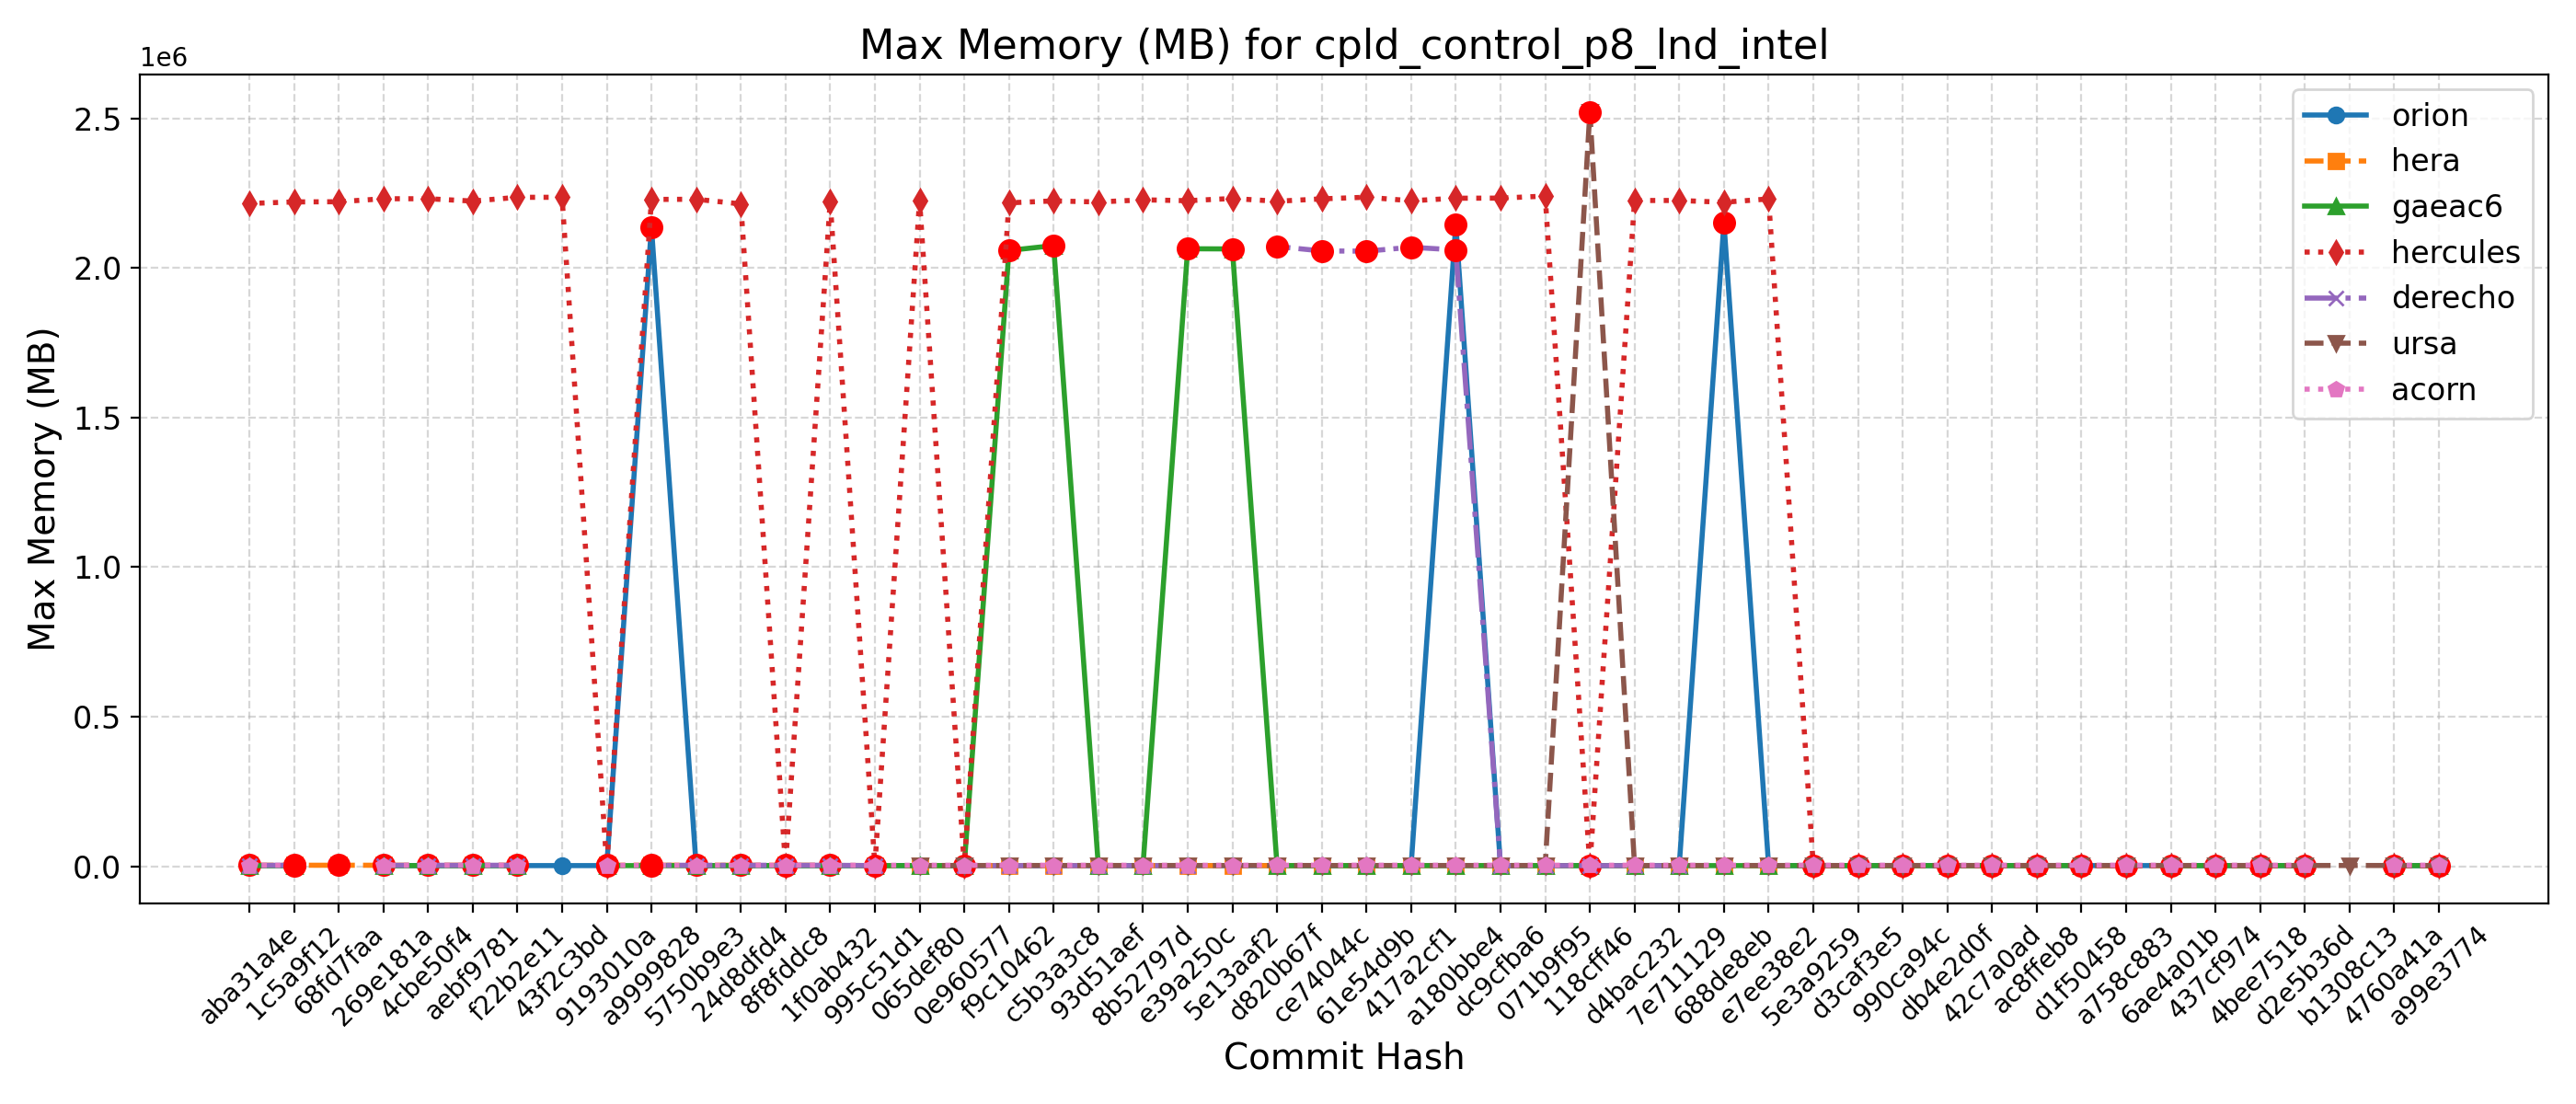 Max Memory (MB) for cpld_control_p8_lnd_intel
1e6
2.5
2.0
1.5
1.0
0.5
0.0
Max Memory (MB)
orion
hera
gaeac6
hercules
derecho
ursa
acorn
aba31a4e
1c5a9f12
68fd7faa
269e181a
4cbe50f4
aebf9781
f22b2e11
43f2c3bd
9193010a
a9999828
5750b9e3
24d8dfd4
8f8fddc8
1f0ab432
995c51d1
065def80
0e960577
f9c10462
c5b3a3c8
93d51aef
8b52797d
e39a250c
5e13aaf2
d820b67f
ce74044c
61e54d9b
417a2cf1
a180bbe4
dc9cfba6
071b9f95
118cff46
d4bac232
7e711129
688de8eb
e7ee38e2
5e3a9259
d3caf3e5
990ca94c
db4e2d0f
42c7a0ad
ac8ffeb8
d1f50458
a758c883
6ae4a01b
437cf974
4bee7518
d2e5b36d
b1308c13
4760a41a
a99e3774
Commit Hash